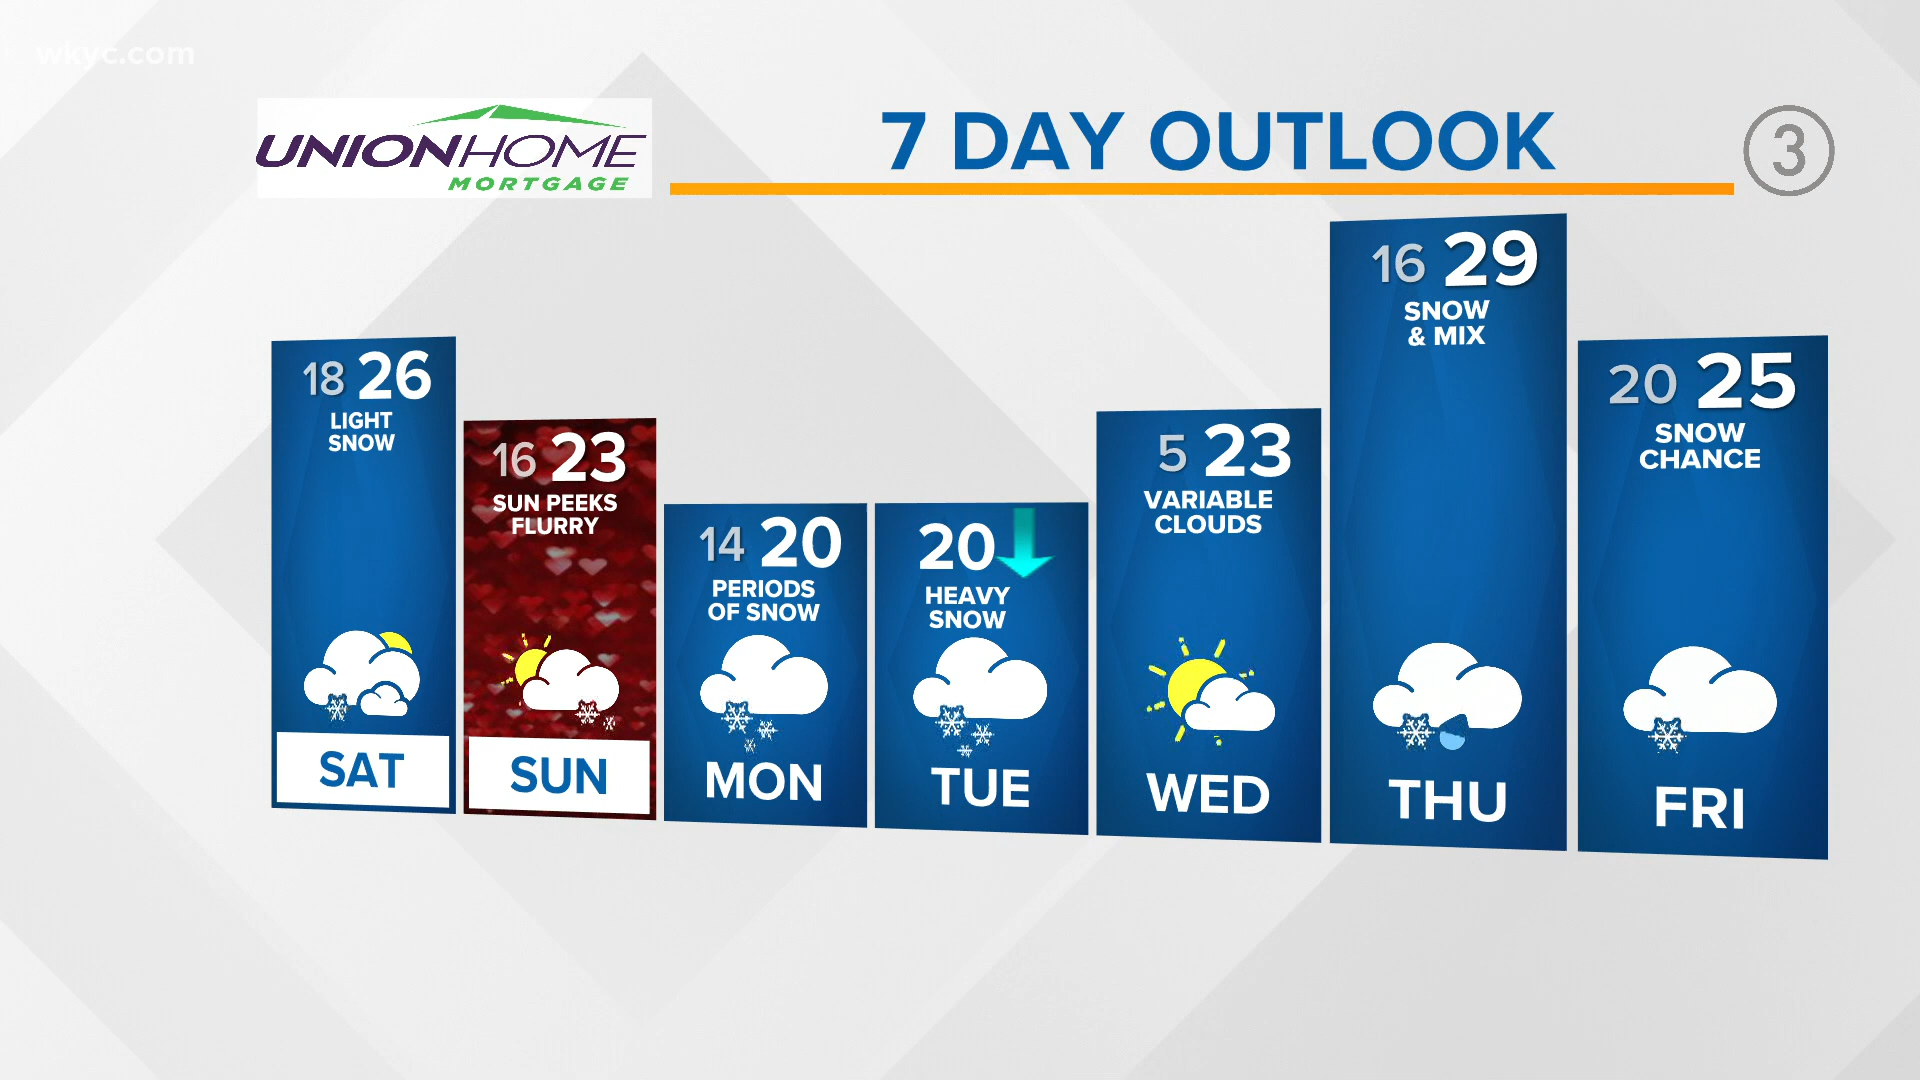 wkyc.com
UNIONHOME
MORTGAGE
7 DAY OUTLOOK
3
18 26
LIGHT
SNOW
SAT
16 23
SUN PEEKS
FLURRY
SUN
14 20
PERIODS
OF SNOW
MON
20
HEAVY
SNOW
TUE
5 23
VARIABLE
CLOUDS
WED
16 29
SNOW
& MIX
THU
20 25
SNOW
CHANCE
FRI